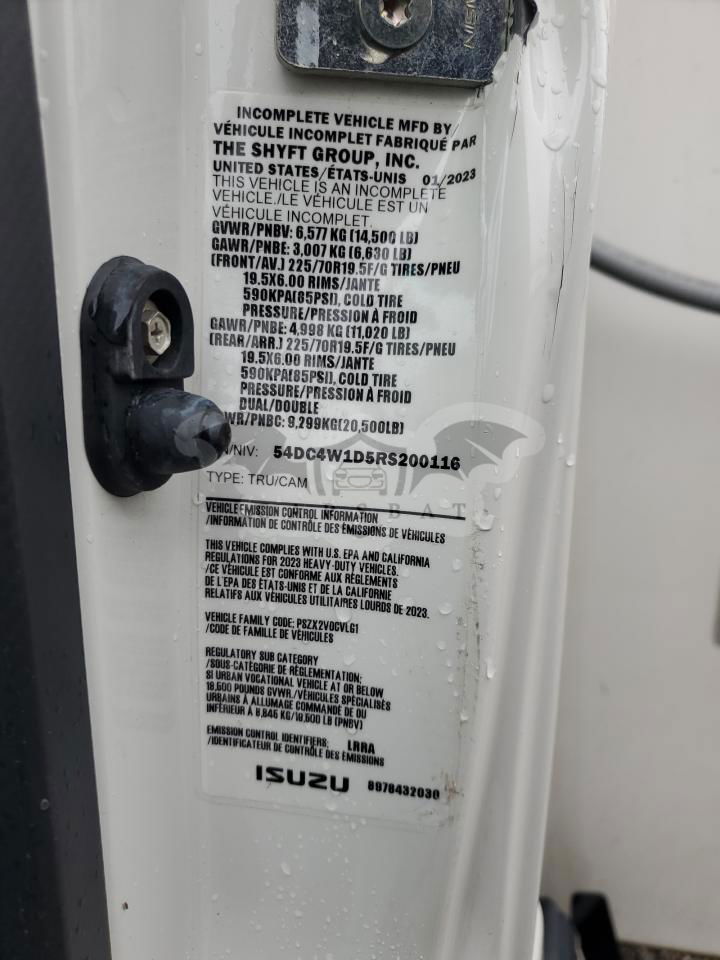 INCOMPLETE VEHICLE MFD BY
VÉHICULE INCOMPLET FABRIQUÉ PAR
THE SHYFT GROUP, INC.
UNITED STATES/ÉTATS-UNIS 01/2023
THIS VEHICLE IS AN INCOMPLETE
VEHICLE./LE VÉHICULE EST UN
VÉHICULE INCOMPLET.
GVWR/PNBV: 6,577 KG (14,500 LB)
GAWR/PNBE: 3,007 KG (6,630 LB)
(FRONT/AV.) 225/70R19.5F/G TIRES/PNEU
19.5X6.00 RIMS/JANTE
590KPA(85PSI), COLD TIRE
PRESSURE/PRESSION À FROID
GAWR/PNBE: 4,998 KG (11,020 LB)
(REAR/ARR.) 225/70R19.5F/G TIRES/PNEU
19.5X6.00 RIMS/JANTE
590KPA(85PSI), COLD TIRE
PRESSURE/PRESSION À FROID
DUAL/DOUBLE
WR/PNBC: 9,299KG(20,500LB)
/NIV: 54DC4W1D5RS200116
TYPE: TRU/CAM
VEHICLE EMISSION CONTROL INFORMATION
/INFORMATION DE CONTRÔLE DES ÉMISSIONS DE VÉHICULES
THIS VEHICLE COMPLIES WITH U.S. EPA AND CALIFORNIA
REGULATIONS FOR 2023 HEAVY-DUTY VEHICLES.
/CE VÉHICULE EST CONFORME AUX RÈGLEMENTS
DE L'EPA DES ÉTATS-UNIS ET DE LA CALIFORNIE
RELATIFS AUX VÉHICULES UTILITAIRES LOURDS DE 2023.
VEHICLE FAMILY CODE: PSZX2VOCVLG1
/CODE DE FAMILLE DE VÉHICULES
REGULATORY SUB CATEGORY
/SOUS-CATÉGORIE DE RÉGLEMENTATION:
SI URBAN VOCATIONAL VEHICLE AT OR BELOW
19,500 POUNDS GVWR/VÉHICULES SPÉCIALISÉS
URBAINS À ALLUMAGE COMMANDÉ DE OU
INFÉRIEUR À 8,845 KG/19,500 LB (PNBV)
EMISSION CONTROL IDENTIFIERS: LRRA
/IDENTIFICATEUR DE CONTRÔLE DES ÉMISSIONS
ISUZU 8978432030